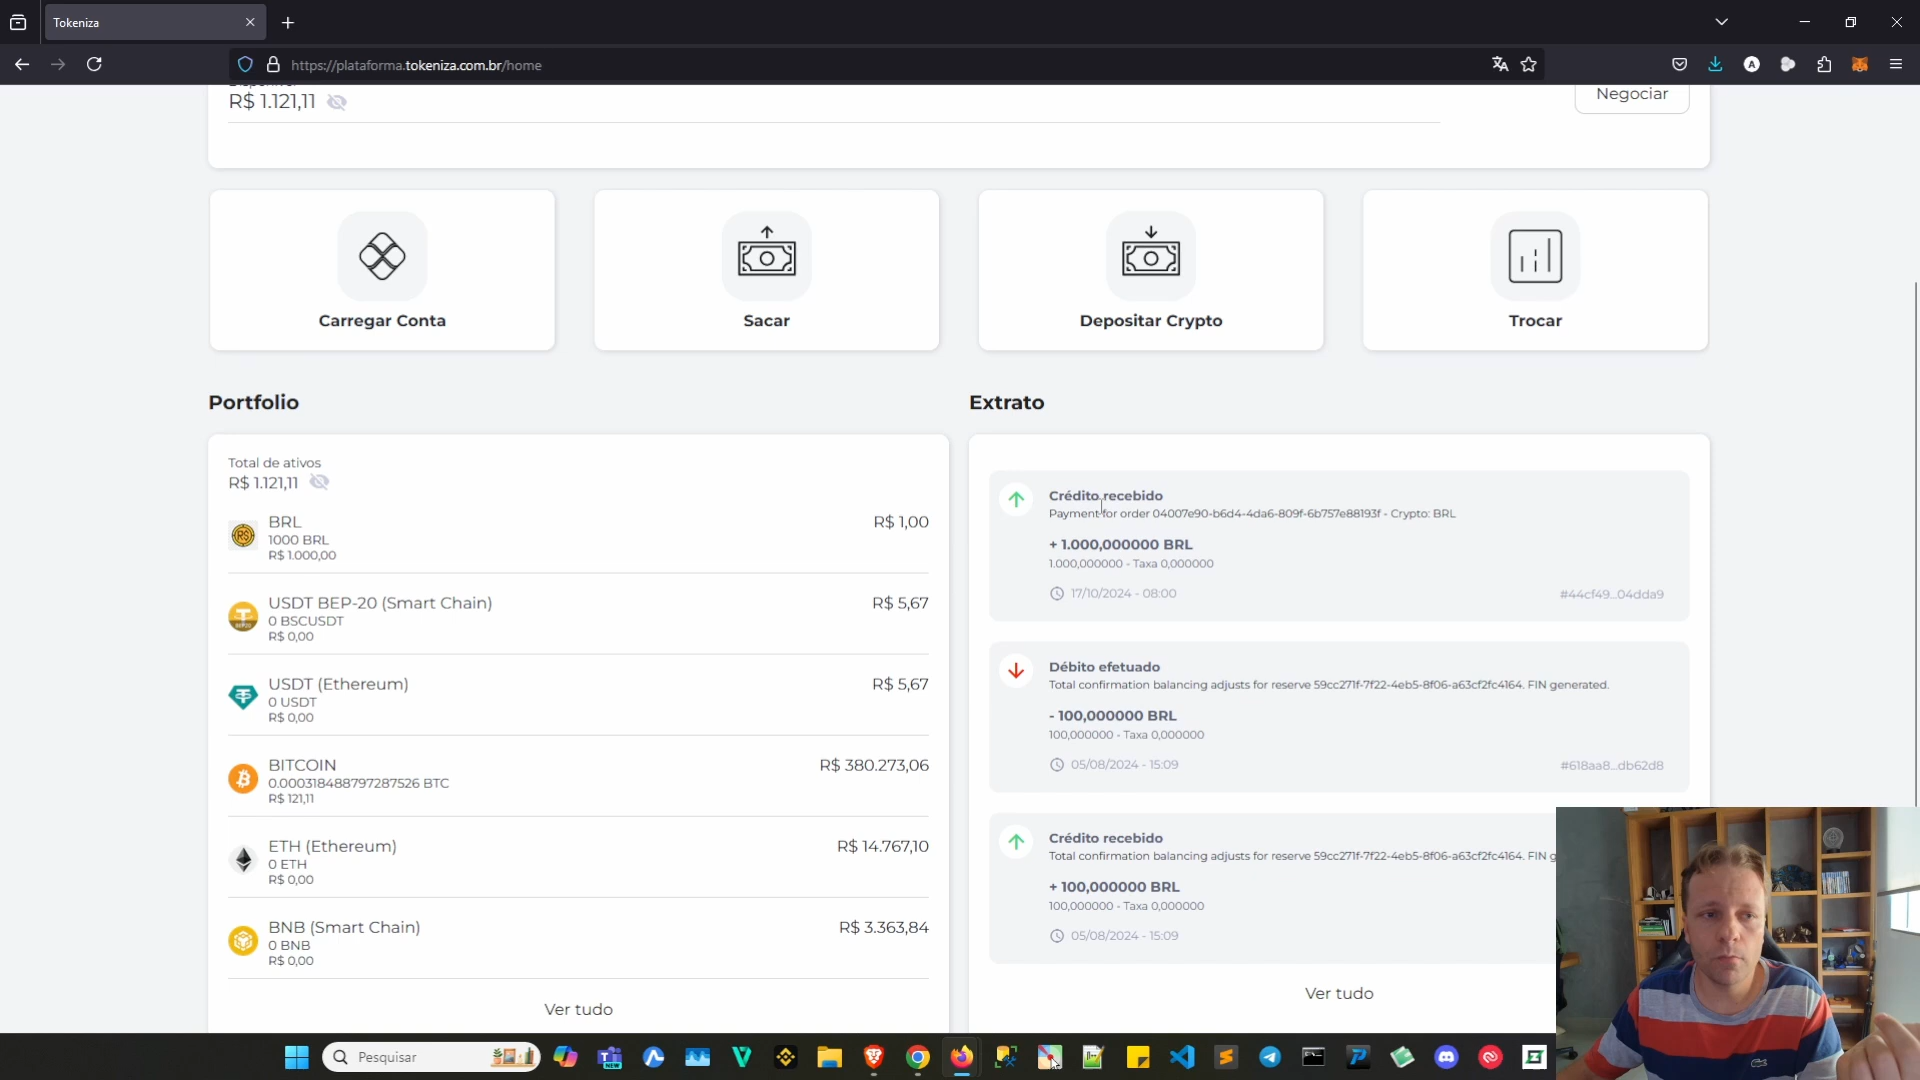 Tokeniza
https://plataforma.tokeniza.com.br/home
R$ 1.121,11
Negociar
Carregar Conta
Sacar
Depositar Crypto
Trocar
Portfolio
Total de ativos
R$ 1.121,11
BRL
R$ 1,00
1000 BRL
R$ 1.000,00
USDT BEP-20 (Smart Chain)
R$ 5,67
0 BSCUSDT
R$ 0,00
USDT (Ethereum)
R$ 5,67
0 USDT
R$ 0,00
BITCOIN
R$ 380.273,06
0.000318488797287526 BTC
R$ 121,11
ETH (Ethereum)
R$ 14.767,10
0 ETH
R$ 0,00
BNB (Smart Chain)
R$ 3.363,84
0 BNB
R$ 0,00
Ver tudo
Extrato
Crédito recebido
Payment for order 04007e90-b6d4-4da6-809f-6b757e88193f - Crypto: BRL
+ 1.000,000000 BRL
1.000,000000 - Taxa 0,000000
17/10/2024 - 08:00
#44cf49...04dda9
Débito efetuado
Total confirmation balancing adjusts for reserve 59cc271f-7f22-4eb5-8f06-a63cf2fc4164. FIN generated.
- 100,000000 BRL
100,000000 - Taxa 0,000000
05/08/2024 - 15:09
#618aa8...db62d8
Crédito recebido
Total confirmation balancing adjusts for reserve 59cc271f-7f22-4eb5-8f06-a63cf2fc4164. FIN g
+ 100,000000 BRL
100,000000 - Taxa 0,000000
05/08/2024 - 15:09
Ver tudo
Pesquisar
NEW